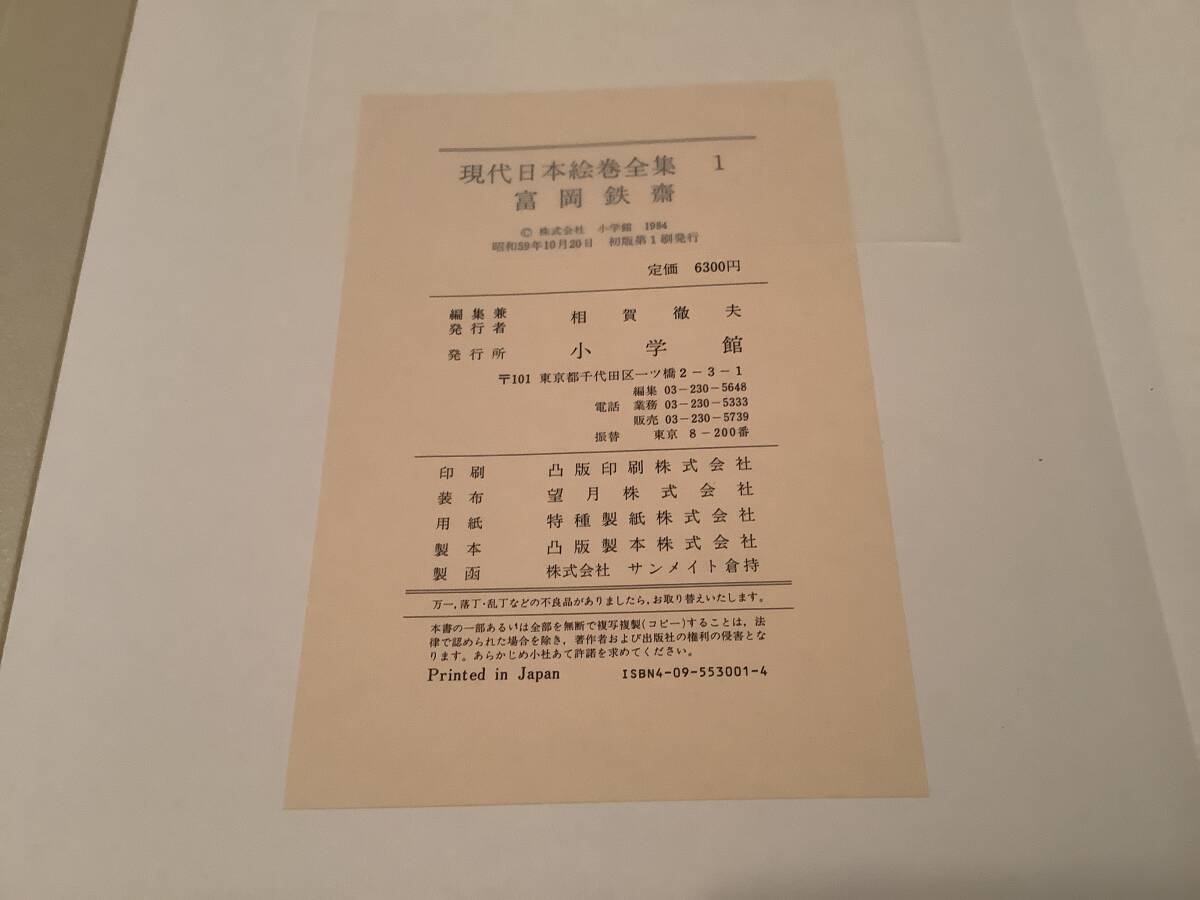 現代日本絵巻全集 1
富岡鉄齋
© 株式会社 小学館 1984
昭和59年10月20日 初版第1刷発行
定価 6300円
編集兼
発行者 相賀徹夫
発行所 小学館
〒101 東京都千代田区一ツ橋2-3-1
編集 03-230-5648
電話 業務 03-230-5333
販売 03-230-5739
振替 東京 8-200番
印刷 凸版印刷株式会社
装布 望月株式会社
用紙 特種製紙株式会社
製本 凸版製本株式会社
製函 株式会社 サンメイト倉持
万一,落丁・乱丁などの不良品がありましたら,お取り替えいたします。
本書の一部あるいは全部を無断で複写複製(コピー)することは,法
律で認められた場合を除き,著作者および出版社の権利の侵害とな
ります。あらかじめ小社あて許諾を求めてください。
Printed in Japan ISBN4-09-553001-4